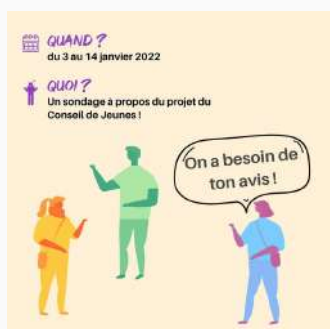 QUAND ?
du 3 au 14 janvier 2022
QUOI ?
Un sondage à propos du projet du
Conseil de Jeunes !
On a besoin de
ton avis !